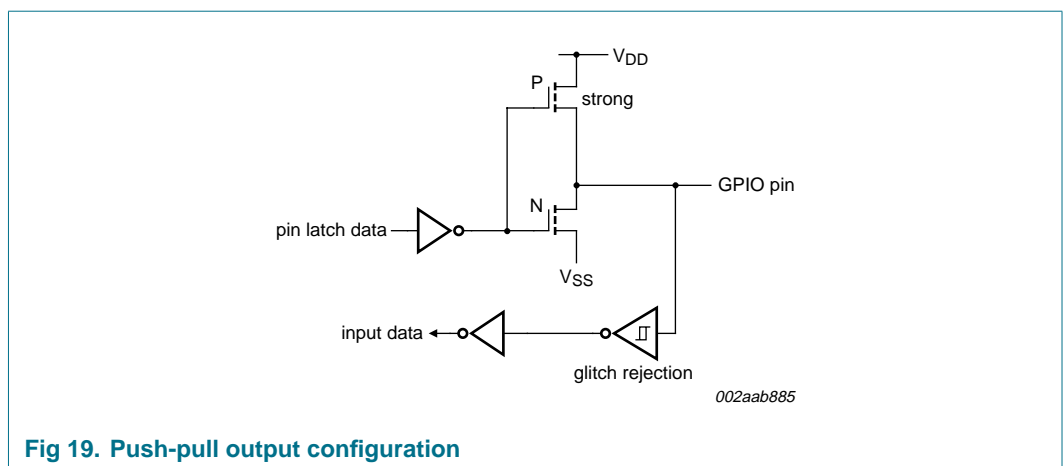 VDD
P
strong
GPIO pin
N
pin latch data
VSS
input data
glitch rejection
002aab885
Fig 19. Push-pull output configuration